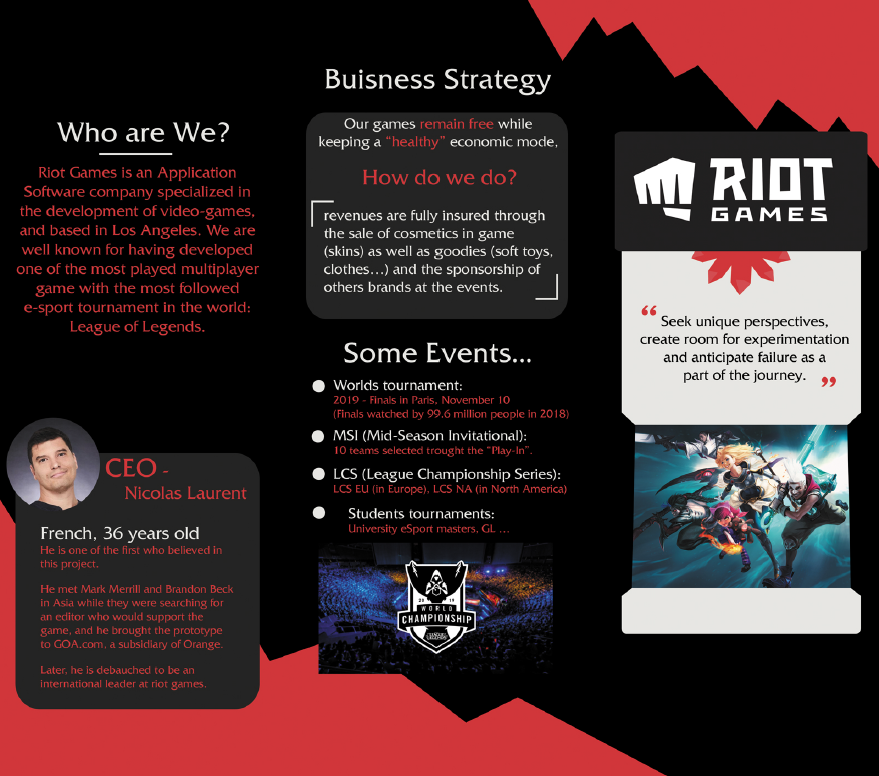 Who are We?
Riot Games is an Application
Software company specialized in
the development of video-games,
and based in Los Angeles. We are
well known for having developed
one of the most played multiplayer
game with the most followed
e-sport tournament in the world:
League of Legends.
CEO -
Nicolas Laurent
French, 36 years old
He is one of the first who believed in
this project.
He met Mark Merrill and Brandon Beck
in Asia while they were searching for
an editor who would support the
game, and he brought the prototype
to GOA.com, a subsidiary of Orange.
Later, he is debauched to be an
international leader at riot games.
Buisness Strategy
Our games remain free while
keeping a “healthy” economic mode,
How do we do?
revenues are fully insured through
the sale of cosmetics in game
(skins) as well as goodies (soft toys,
clothes...) and the sponsorship of
others brands at the events.
Some Events...
Worlds tournament:
2019 - Finals in Paris, November 10
(Finals watched by 99.6 million people in 2018)
MSI (Mid-Season Invitational):
10 teams selected trought the “Play-In”.
LCS (League Championship Series):
LCS EU (in Europe), LCS NA (in North America)
Students tournaments:
University eSport masters, GL ...
20 19
WORLD
CHAMPIONSHIP
LEAGUE
LEGENDS
RIOT
GAMES
“ Seek unique perspectives,
create room for experimentation
and anticipate failure as a
part of the journey. ”